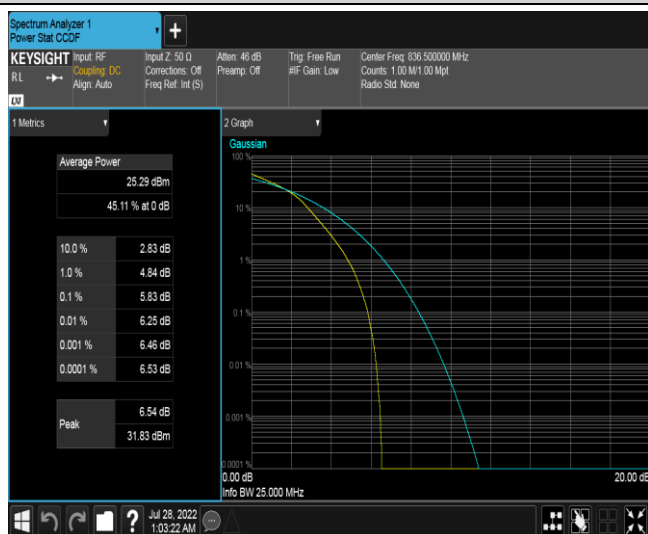 Spectrum Analyzer 1
Power Stat CCDF
+
KEYSIGHT
RL
LXI
Input: RF
Coupling: DC
Align: Auto
Input Z: 50 Ω
Corrections: Off
Freq Ref: Int (S)
Atten: 46 dB
Preamp: Off
Trig: Free Run
#IF Gain: Low
Center Freq: 836.500000 MHz
Counts: 1.00 M/1.00 Mpt
Radio Std: None
1 Metrics
Average Power
25.29 dBm
45.11 % at 0 dB
10.0 % 2.83 dB
1.0 % 4.84 dB
0.1 % 5.83 dB
0.01 % 6.25 dB
0.001 % 6.46 dB
0.0001 % 6.53 dB
Peak
6.54 dB
31.83 dBm
2 Graph
Gaussian
100 %
10 %
1 %
0.1 %
0.01 %
0.001 %
0.0001 %
0.00 dB 20.00 dB
Info BW 25.000 MHz
?
Jul 28, 2022
1:03:22 AM